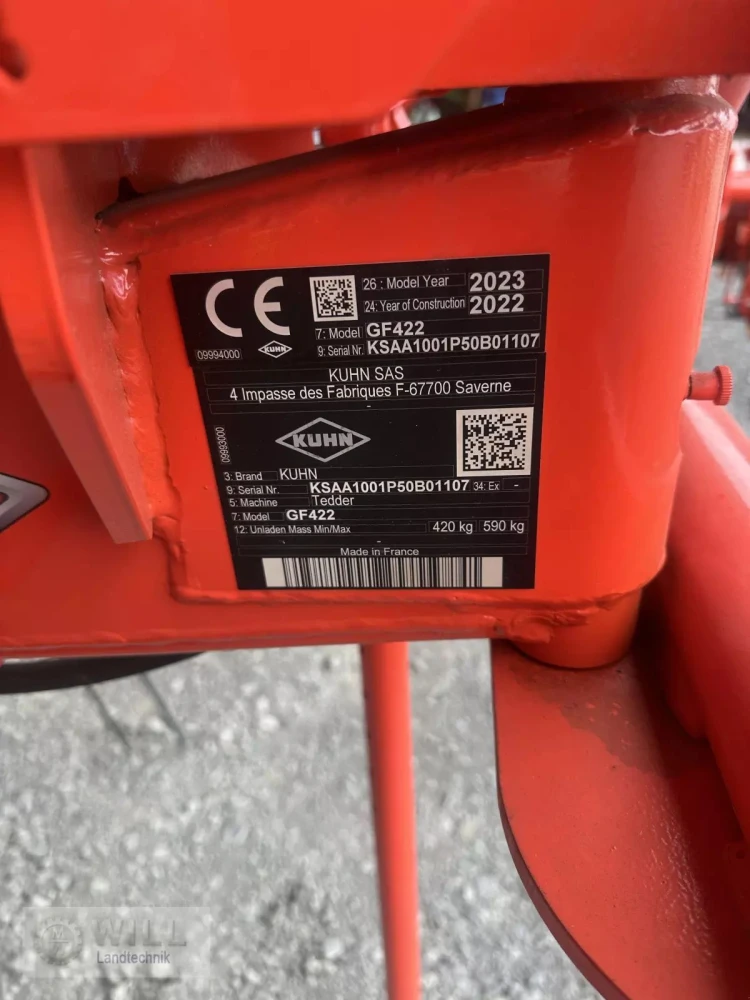 CE
26 : Model Year 2023
24: Year of Construction 2022
7: Model GF422
9: Serial Nr. KSAA1001P50B01107
09994000
KUHN
KUHN SAS
4 Impasse des Fabriques F-67700 Saverne
-
09993000
KUHN
3: Brand KUHN
9: Serial Nr. KSAA1001P50B01107 34: Ex -
5: Machine Tedder
7: Model GF422
12: Unladen Mass Min/Max 420 kg 590 kg
-
Made in France
WILL
Landtechnik